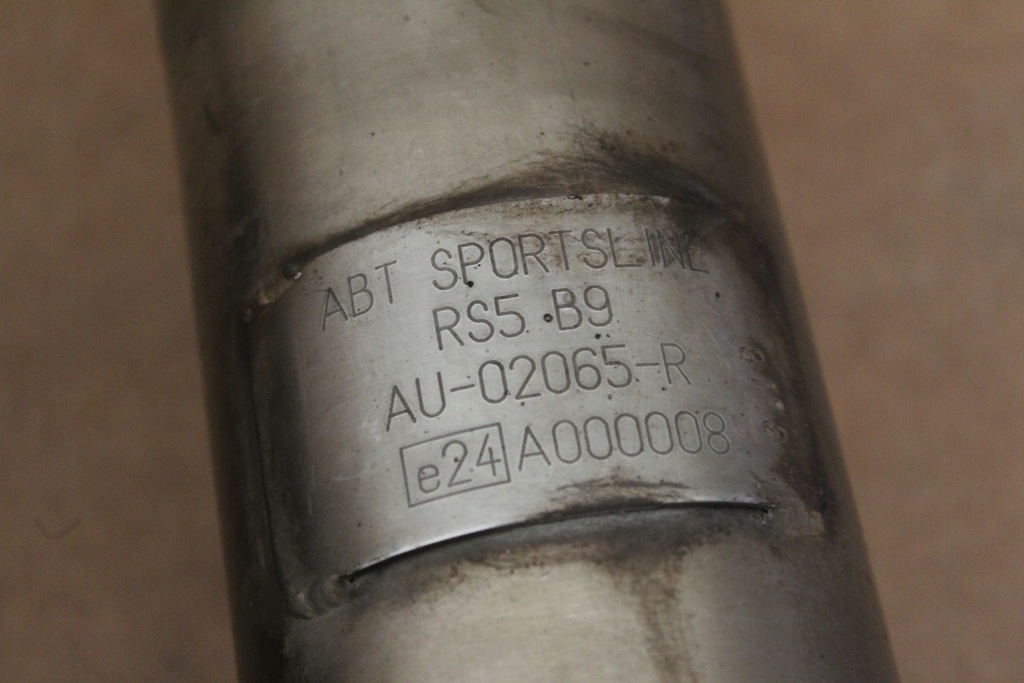 ABT SPORTSLINE
RS5 B9
AU-02065-R
e24 A000008